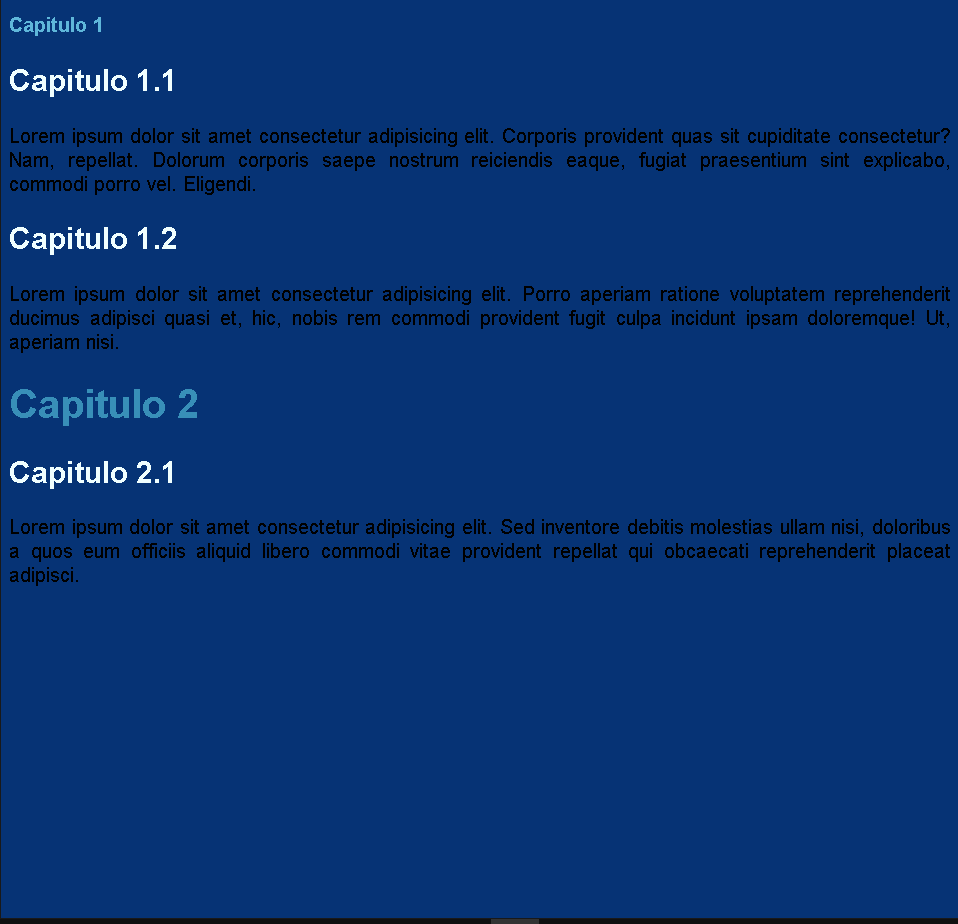 Capitulo 1
Capitulo 1.1
Lorem ipsum dolor sit amet consectetur adipisicing elit. Corporis provident quas sit cupiditate consectetur?
Nam, repellat. Dolorum corporis saepe nostrum reiciendis eaque, fugiat praesentium sint explicabo,
commodi porro vel. Eligendi.
Capitulo 1.2
Lorem ipsum dolor sit amet consectetur adipisicing elit. Porro aperiam ratione voluptatem reprehenderit
ducimus adipisci quasi et, hic, nobis rem commodi provident fugit culpa incidunt ipsam doloremque! Ut,
aperiam nisi.
Capitulo 2
Capitulo 2.1
Lorem ipsum dolor sit amet consectetur adipisicing elit. Sed inventore debitis molestias ullam nisi, doloribus
a quos eum officiis aliquid libero commodi vitae provident repellat qui obcaecati reprehenderit placeat
adipisci.